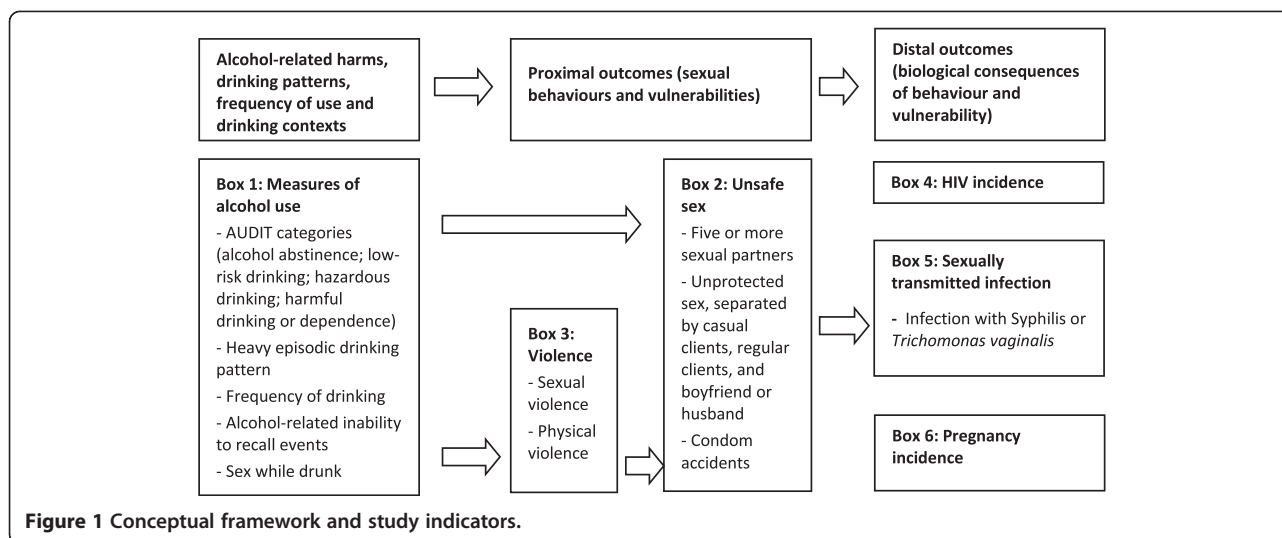 Alcohol-related harms,
drinking patterns,
frequency of use and
drinking contexts
Proximal outcomes (sexual
behaviours and vulnerabilities)
Distal outcomes
(biological consequences
of behaviour and
vulnerability)
Box 1: Measures of
alcohol use
- AUDIT categories
(alcohol abstinence; low-
risk drinking; hazardous
drinking; harmful
drinking or dependence)
- Heavy episodic drinking
pattern
- Frequency of drinking
- Alcohol-related inability
to recall events
- Sex while drunk
Box 3:
Violence
- Sexual
violence
- Physical
violence
Box 2: Unsafe
sex
- Five or more
sexual partners
- Unprotected
sex, separated
by casual
clients, regular
clients, and
boyfriend or
husband
- Condom
accidents
Box 4: HIV incidence
Box 5: Sexually
transmitted infection
- Infection with Syphilis or
Trichomonas vaginalis
Box 6: Pregnancy
incidence
Figure 1 Conceptual framework and study indicators.